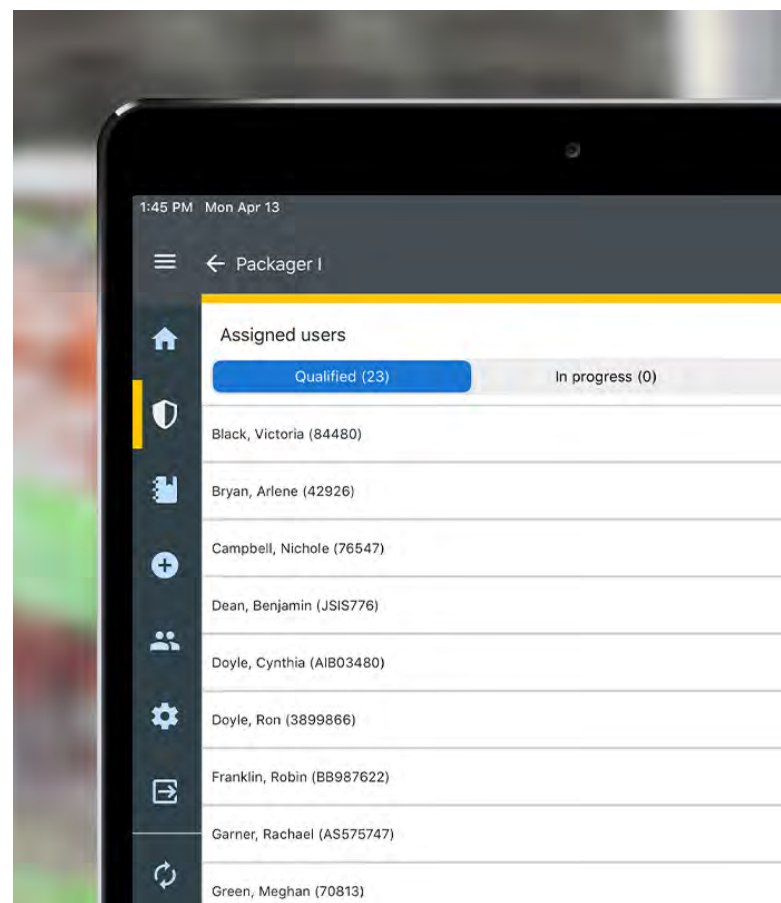 1:45 PM Mon Apr 13
Packager I
Assigned users
Qualified (23) In progress (0)
Black, Victoria (84480)
Bryan, Arlene (42926)
Campbell, Nichole (76547)
Dean, Benjamin (JSIS776)
Doyle, Cynthia (AIB03480)
Doyle, Ron (3899866)
Franklin, Robin (BB987622)
Garner, Rachael (AS575747)
Green, Meghan (70813)